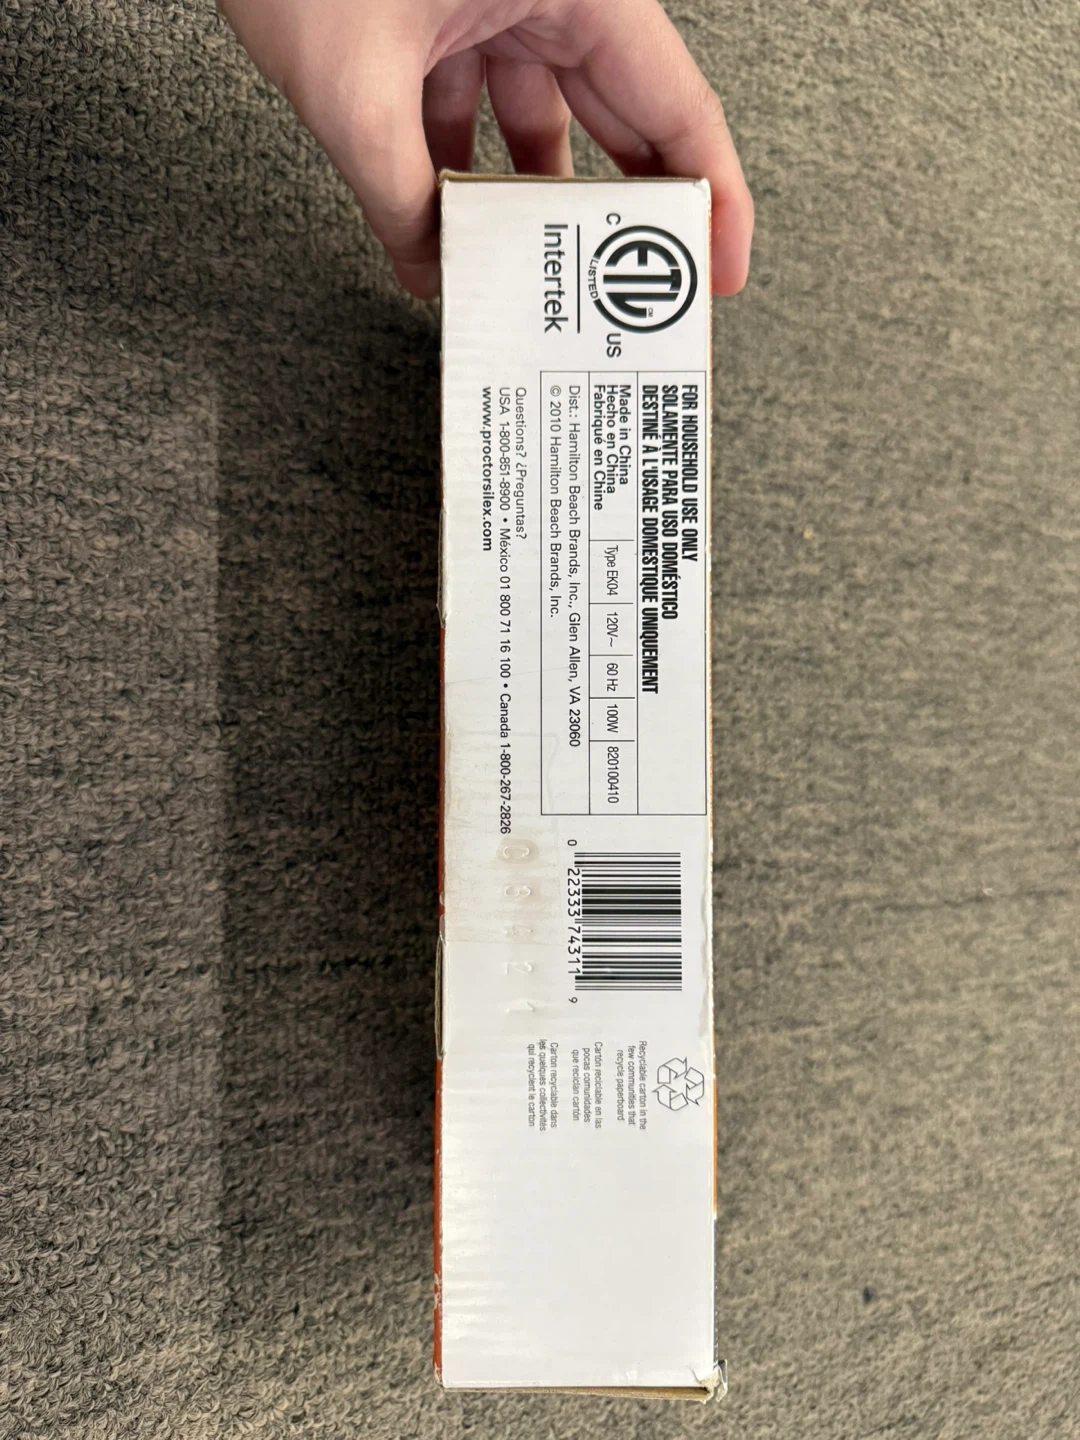 C ETL CM US
LISTED
Intertek
FOR HOUSEHOLD USE ONLY
SOLAMENTE PARA USO DOMÉSTICO
DESTINÉ À L'USAGE DOMESTIQUE UNIQUEMENT
Made in China
Hecho en China
Fabriqué en Chine
Type EK04
120V~
60 Hz
100W
820100410
Dist.: Hamilton Beach Brands, Inc., Glen Allen, VA 23060
© 2010 Hamilton Beach Brands, Inc.
Questions? ¿Preguntas?
USA 1-800-851-8900 • México 01 800 71 16 100 • Canada 1-800-267-2826
www.proctorsilex.com
0 22333 74311 9
Recyclable carton in the
few communities that
recycle paperboard
Cartón reciclable en las
pocas comunidades
que reciclan cartón
Carton recyclable dans
les quelques collectivités
qui recyclent le carton